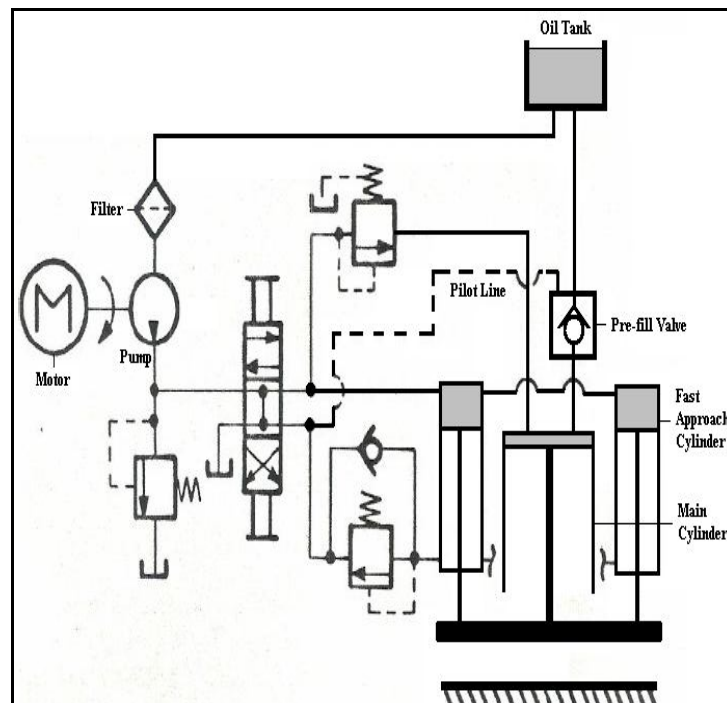 Oil Tank
Filter
M
Pump
Motor
Pilot Line
Pre-fill Valve
Fast
Approach
Cylinder
Main
Cylinder